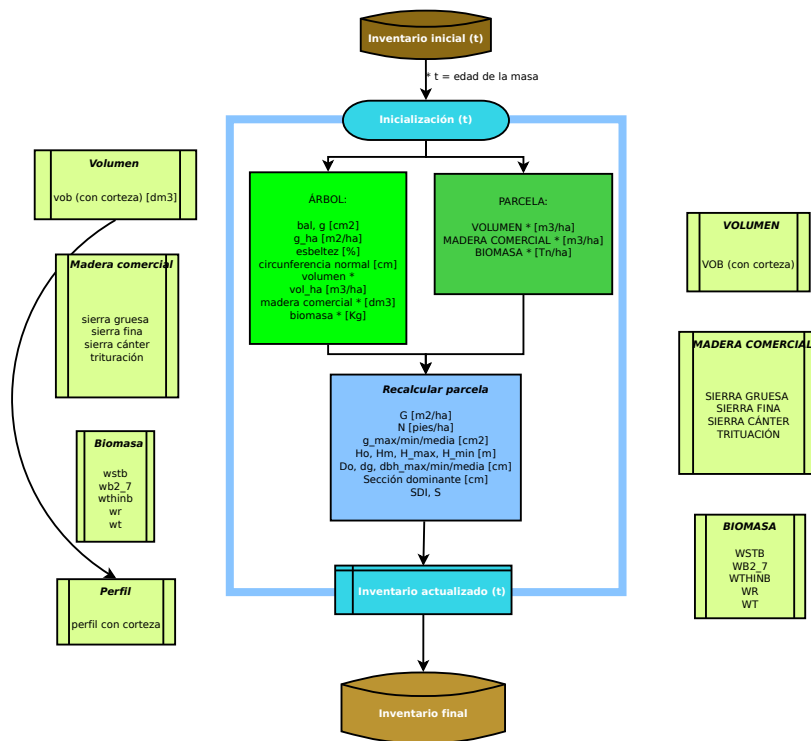 Inventario inicial (t)
* t = edad de la masa
Inicialización (t)
Volumen
vob (con corteza) [dm3]
Madera comercial
sierra gruesa
sierra fina
sierra cánter
trituración
Biomasa
wstb
wb2_7
wthinb
wr
wt
Perfil
perfil con corteza
ÁRBOL:
bal, g [cm2]
g_ha [m2/ha]
esbeltez [%]
circunferencia normal [cm]
volumen *
vol_ha [m3/ha]
madera comercial * [dm3]
biomasa * [Kg]
PARCELA:
VOLUMEN * [m3/ha]
MADERA COMERCIAL * [m3/ha]
BIOMASA * [Tn/ha]
Recalcular parcela
G [m2/ha]
N [pies/ha]
g_max/min/media [cm2]
Ho, Hm, H_max, H_min [m]
Do, dg, dbh_max/min/media [cm]
Sección dominante [cm]
SDI, S
Inventario actualizado (t)
Inventario final
VOLUMEN
VOB (con corteza)
MADERA COMERCIAL
SIERRA GRUESA
SIERRA FINA
SIERRA CÁNTER
TRITUACIÓN
BIOMASA
WSTB
WB2_7
WTHINB
WR
WT